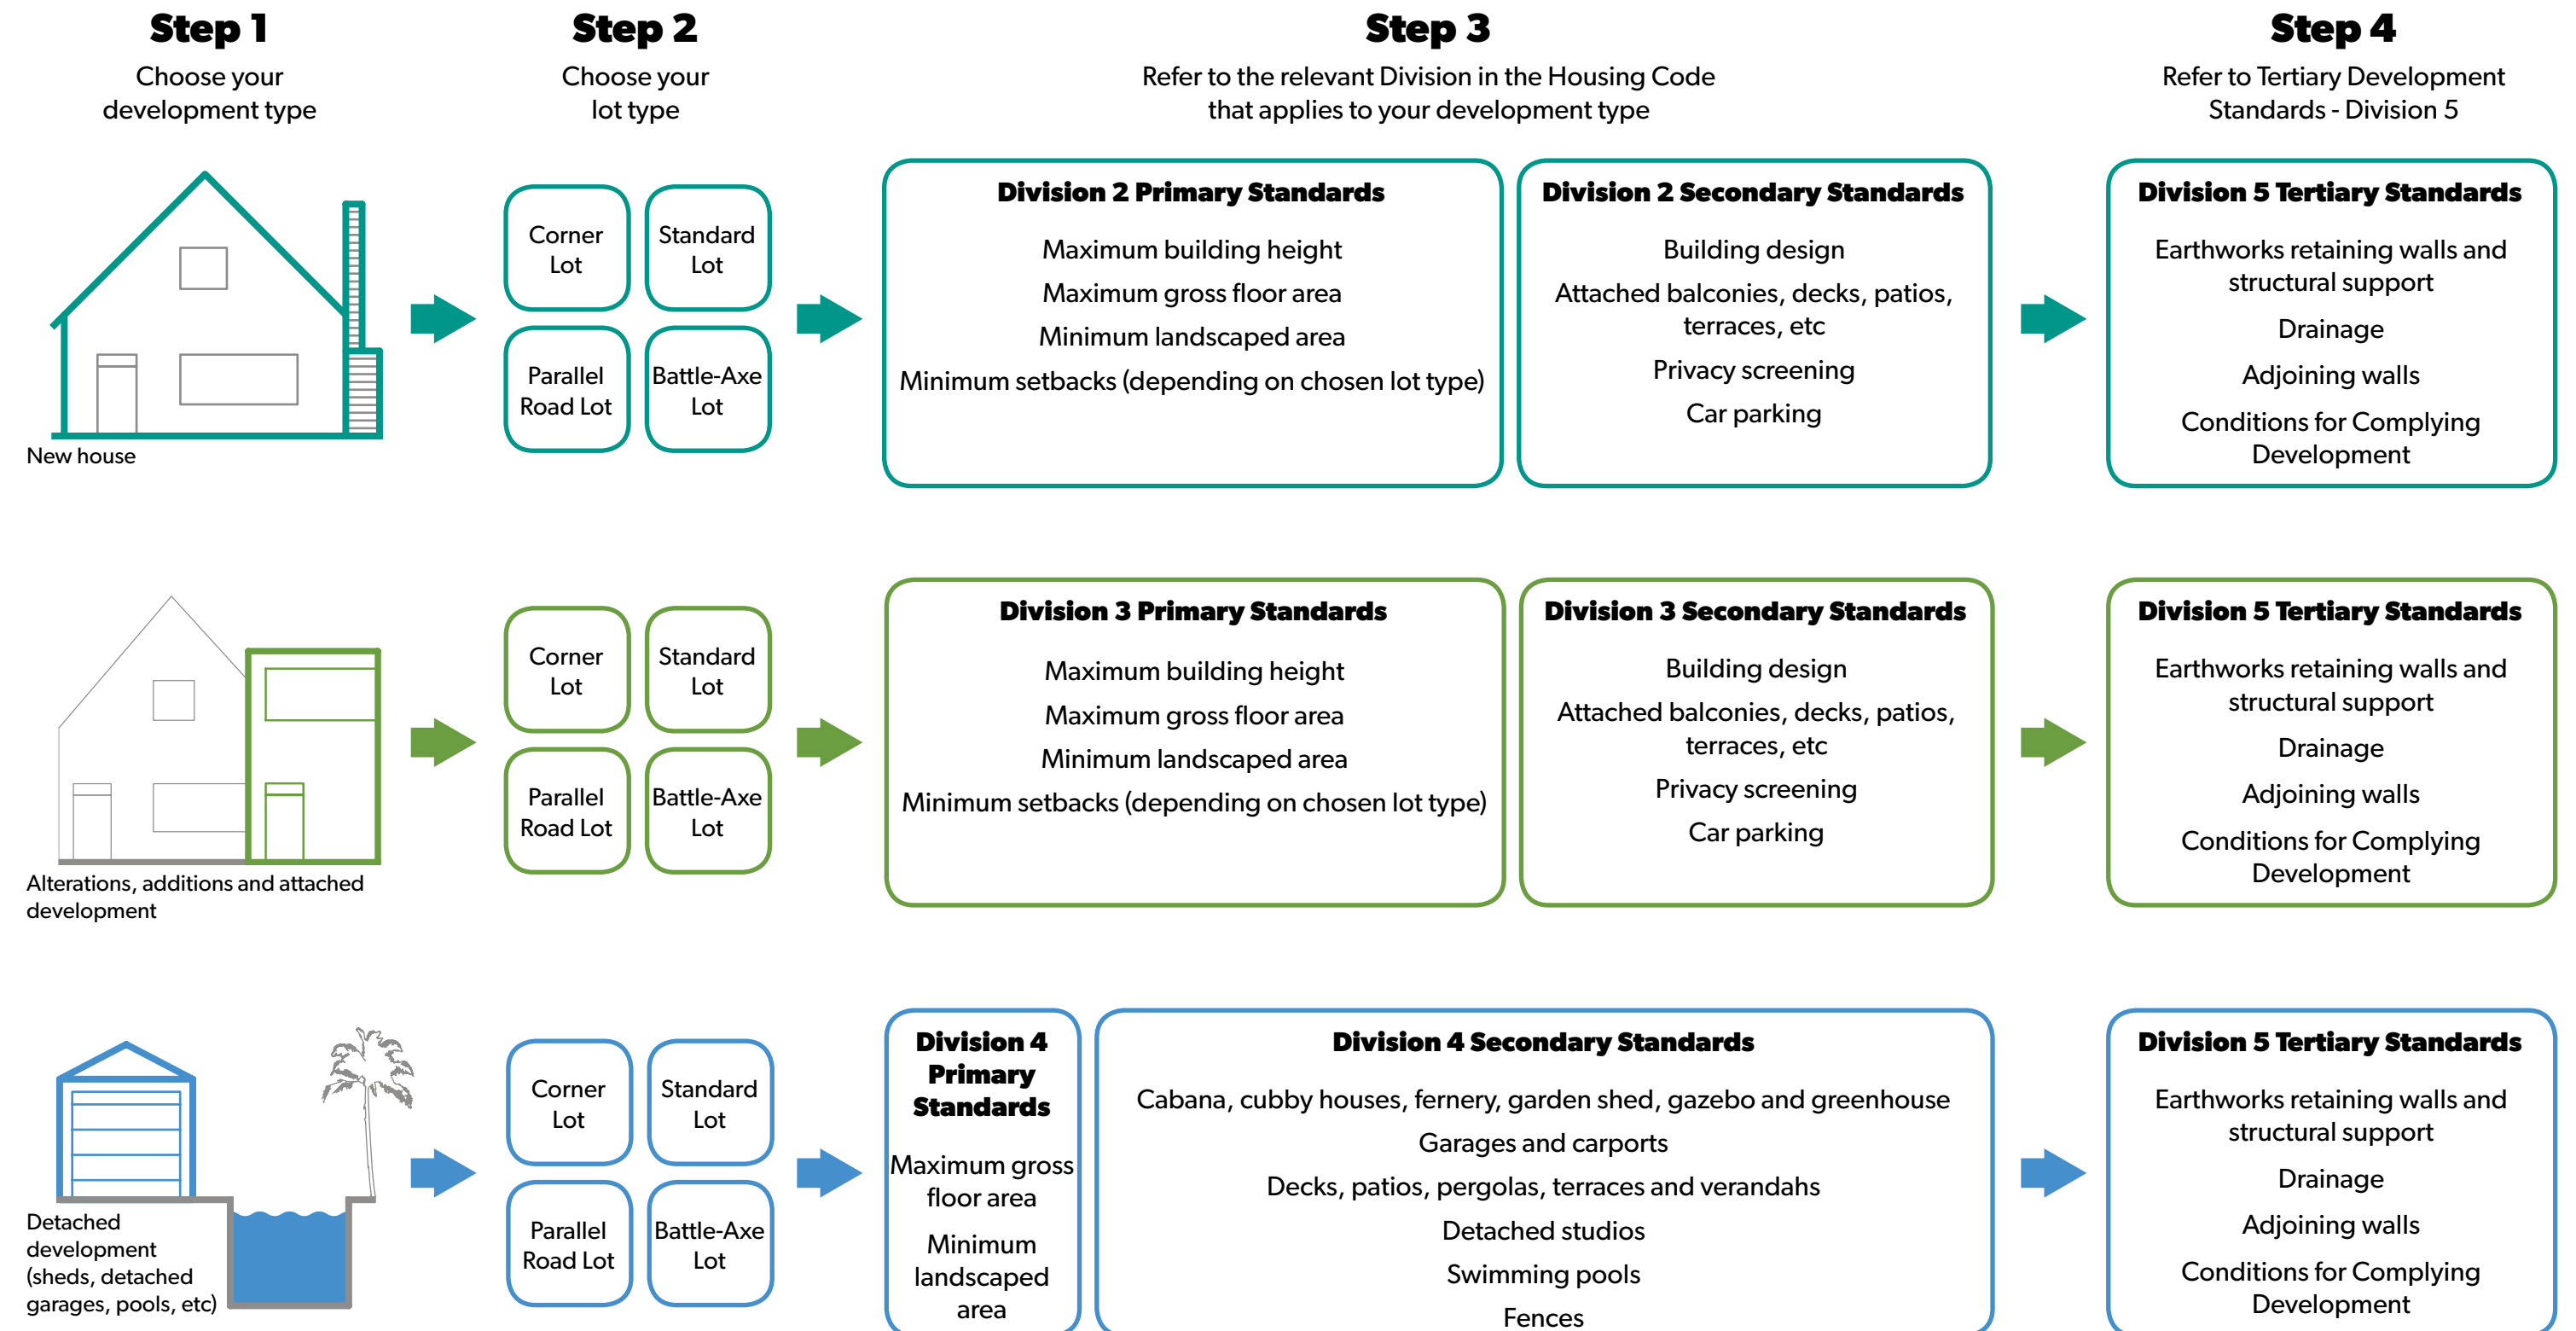 Step 1
Choose your
development type
Step 2
Choose your
lot type
Step 3
Refer to the relevant Division in the Housing Code
that applies to your development type
Step 4
Refer to Tertiary Development
Standards - Division 5
New house
Corner
Lot
Standard
Lot
Parallel
Road Lot
Battle-Axe
Lot
Division 2 Primary Standards
Maximum building height
Maximum gross floor area
Minimum landscaped area
Minimum setbacks (depending on chosen lot type)
Division 2 Secondary Standards
Building design
Attached balconies, decks, patios,
terraces, etc
Privacy screening
Car parking
Division 5 Tertiary Standards
Earthworks retaining walls and
structural support
Drainage
Adjoining walls
Conditions for Complying
Development
Alterations, additions and attached
development
Corner
Lot
Standard
Lot
Parallel
Road Lot
Battle-Axe
Lot
Division 3 Primary Standards
Maximum building height
Maximum gross floor area
Minimum landscaped area
Minimum setbacks (depending on chosen lot type)
Division 3 Secondary Standards
Building design
Attached balconies, decks, patios,
terraces, etc
Privacy screening
Car parking
Division 5 Tertiary Standards
Earthworks retaining walls and
structural support
Drainage
Adjoining walls
Conditions for Complying
Development
Detached
development
(sheds, detached
garages, pools, etc)
Corner
Lot
Standard
Lot
Parallel
Road Lot
Battle-Axe
Lot
Division 4
Primary
Standards
Maximum gross
floor area
Minimum
landscaped
area
Division 4 Secondary Standards
Cabana, cubby houses, fernery, garden shed, gazebo and greenhouse
Garages and carports
Decks, patios, pergolas, terraces and verandahs
Detached studios
Swimming pools
Fences
Division 5 Tertiary Standards
Earthworks retaining walls and
structural support
Drainage
Adjoining walls
Conditions for Complying
Development